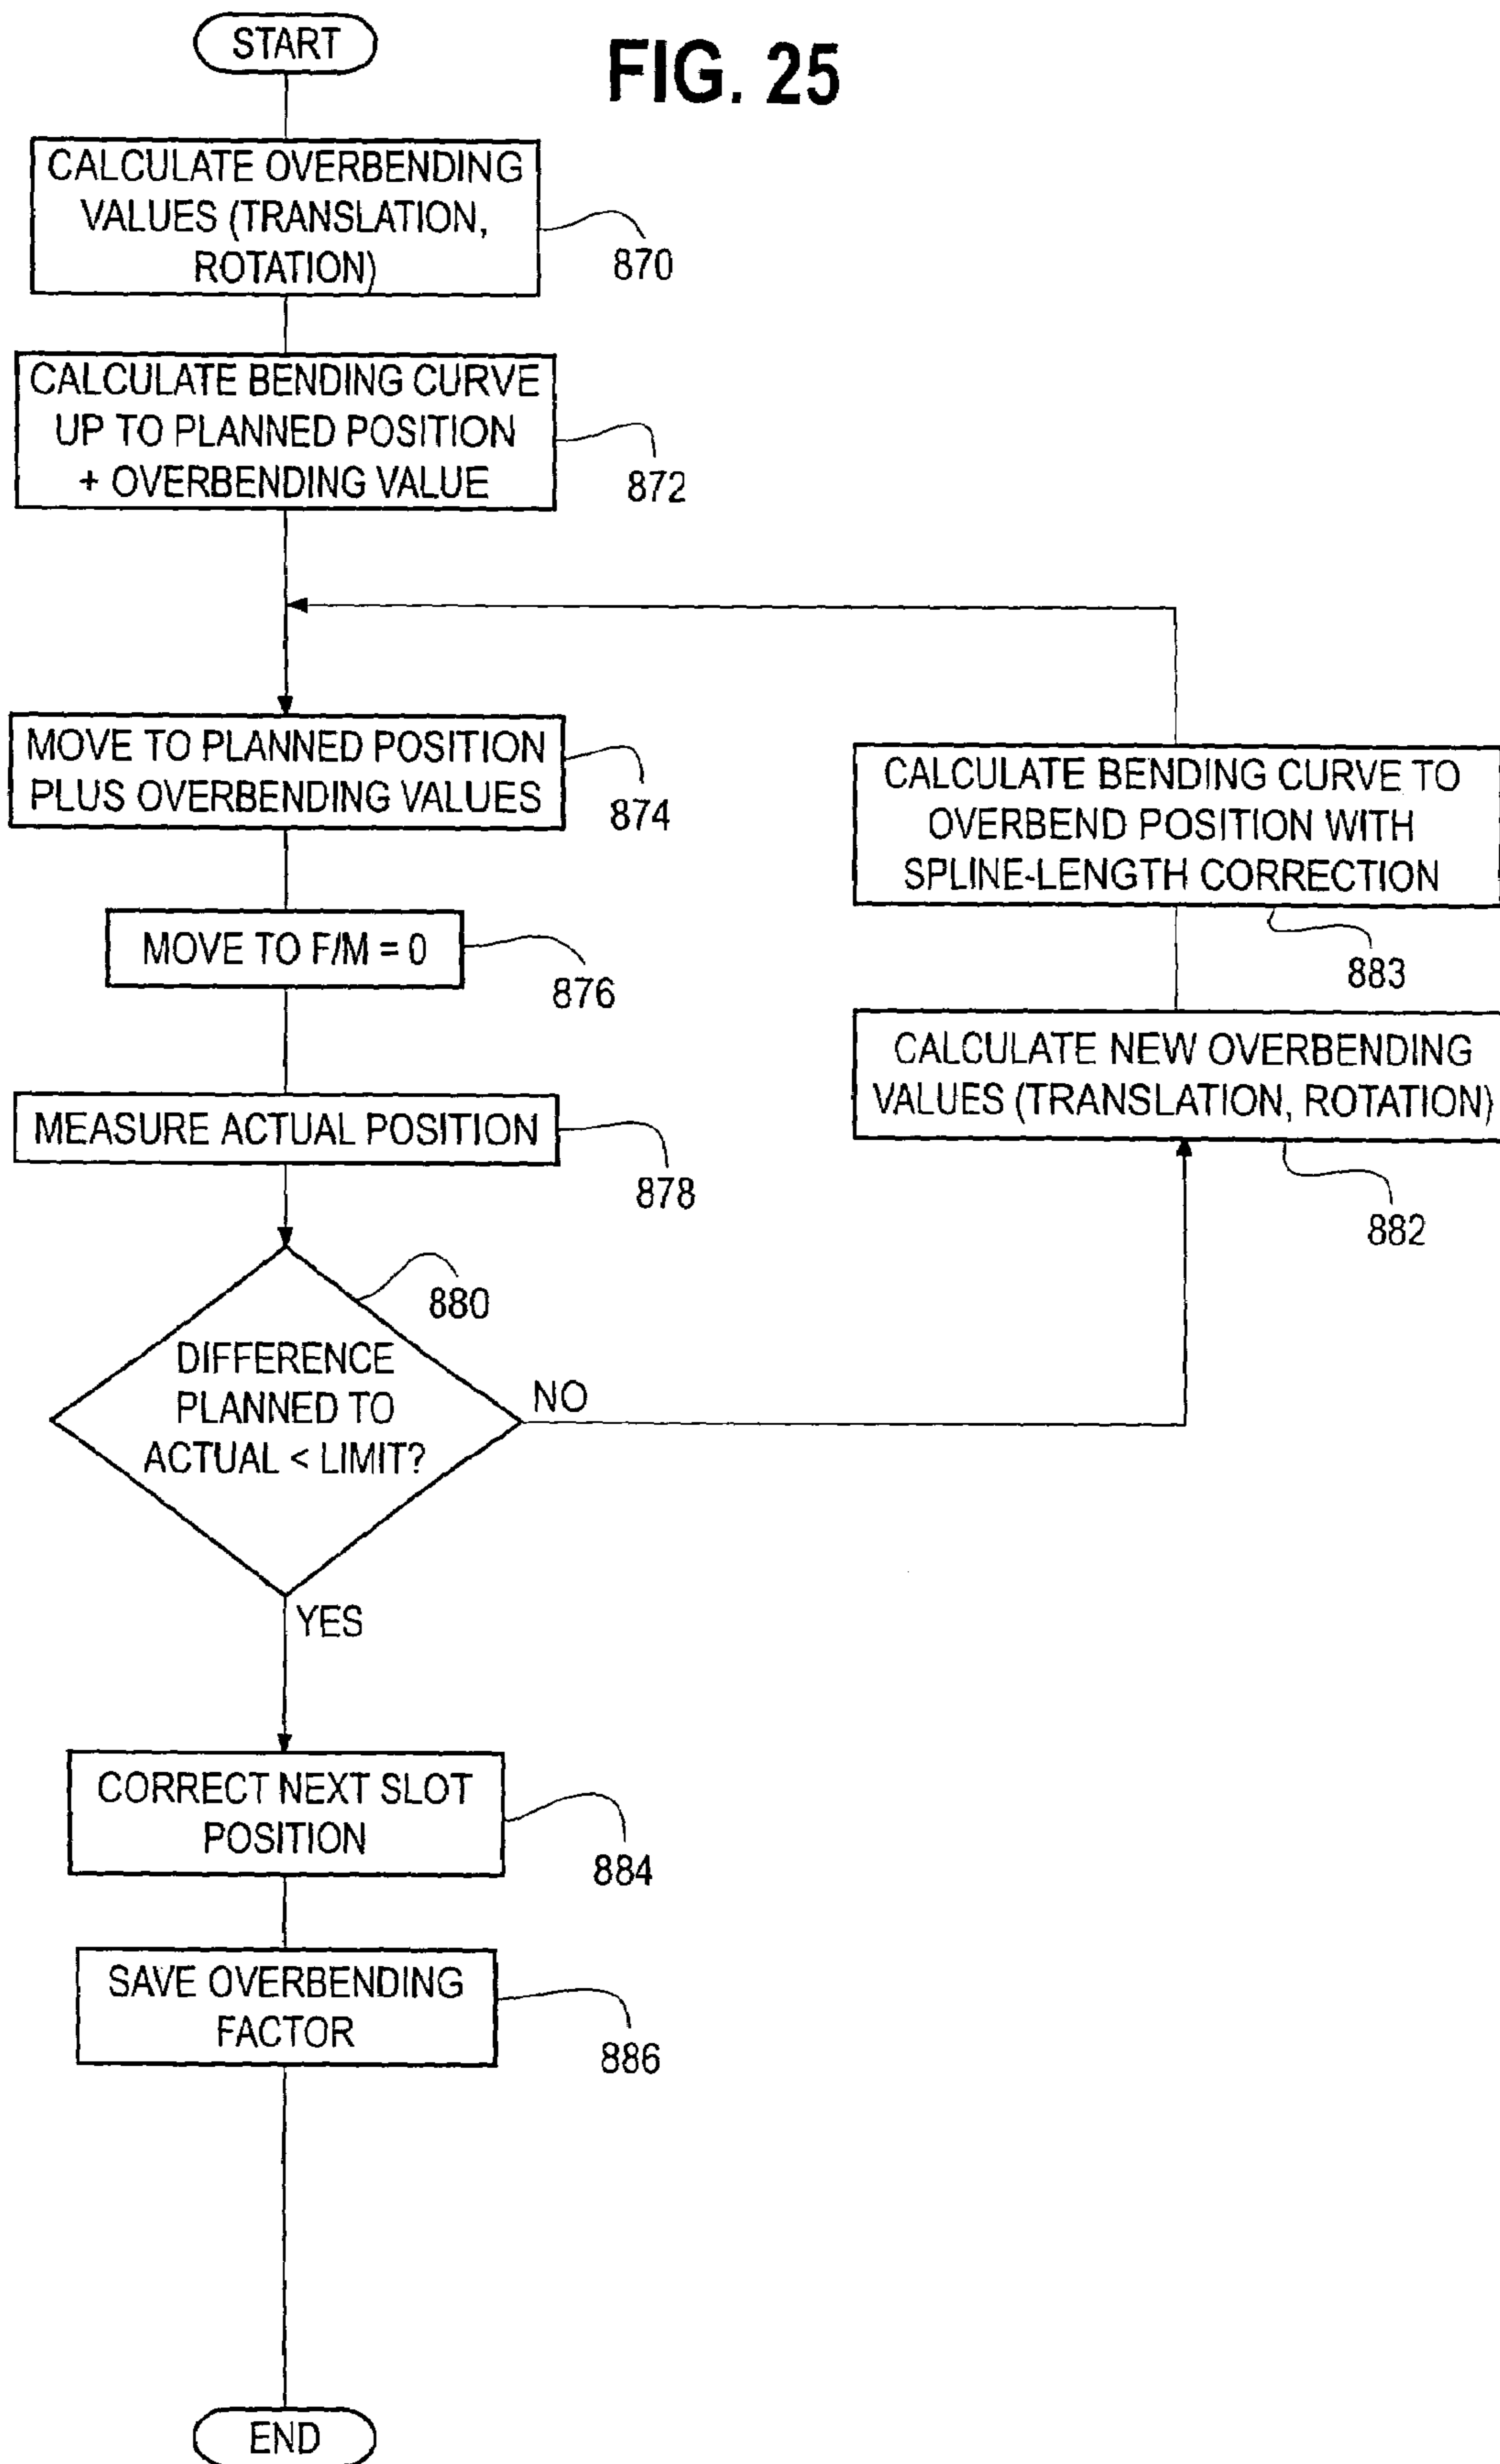 START
FIG. 25
CALCULATE OVERBENDING
VALUES (TRANSLATION,
ROTATION)
870
CALCULATE BENDING CURVE
UP TO PLANNED POSITION
+ OVERBENDING VALUE
872
MOVE TO PLANNED POSITION
PLUS OVERBENDING VALUES
874
CALCULATE BENDING CURVE TO
OVERBEND POSITION WITH
SPLINE-LENGTH CORRECTION
883
MOVE TO F/M = 0
876
CALCULATE NEW OVERBENDING
VALUES (TRANSLATION, ROTATION)
882
MEASURE ACTUAL POSITION
878
880
DIFFERENCE
PLANNED TO
ACTUAL < LIMIT?
NO
YES
CORRECT NEXT SLOT
POSITION
884
SAVE OVERBENDING
FACTOR
886
END